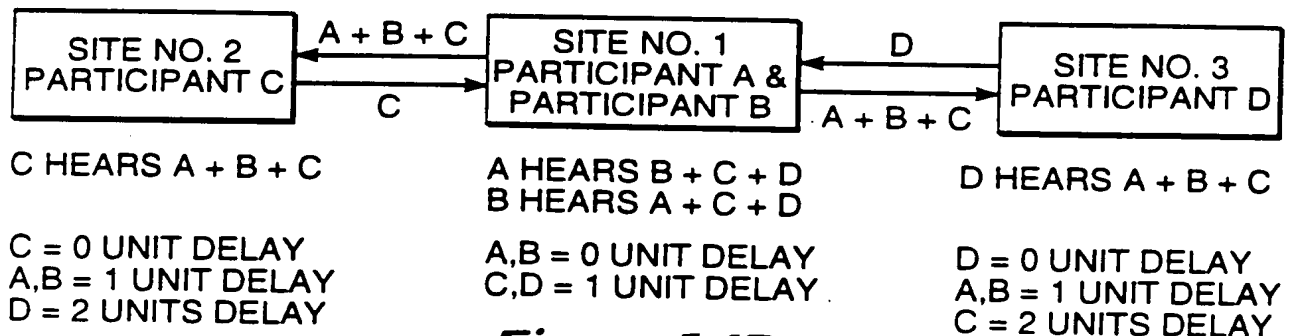 SITE NO. 2
PARTICIPANT C
A + B + C
C
SITE NO. 1
PARTICIPANT A &
PARTICIPANT B
D
A + B + C
SITE NO. 3
PARTICIPANT D
C HEARS A + B + C
C = 0 UNIT DELAY
A,B = 1 UNIT DELAY
D = 2 UNITS DELAY
A HEARS B + C + D
B HEARS A + C + D
A,B = 0 UNIT DELAY
C,D = 1 UNIT DELAY
D HEARS A + B + C
D = 0 UNIT DELAY
A,B = 1 UNIT DELAY
C = 2 UNITS DELAY